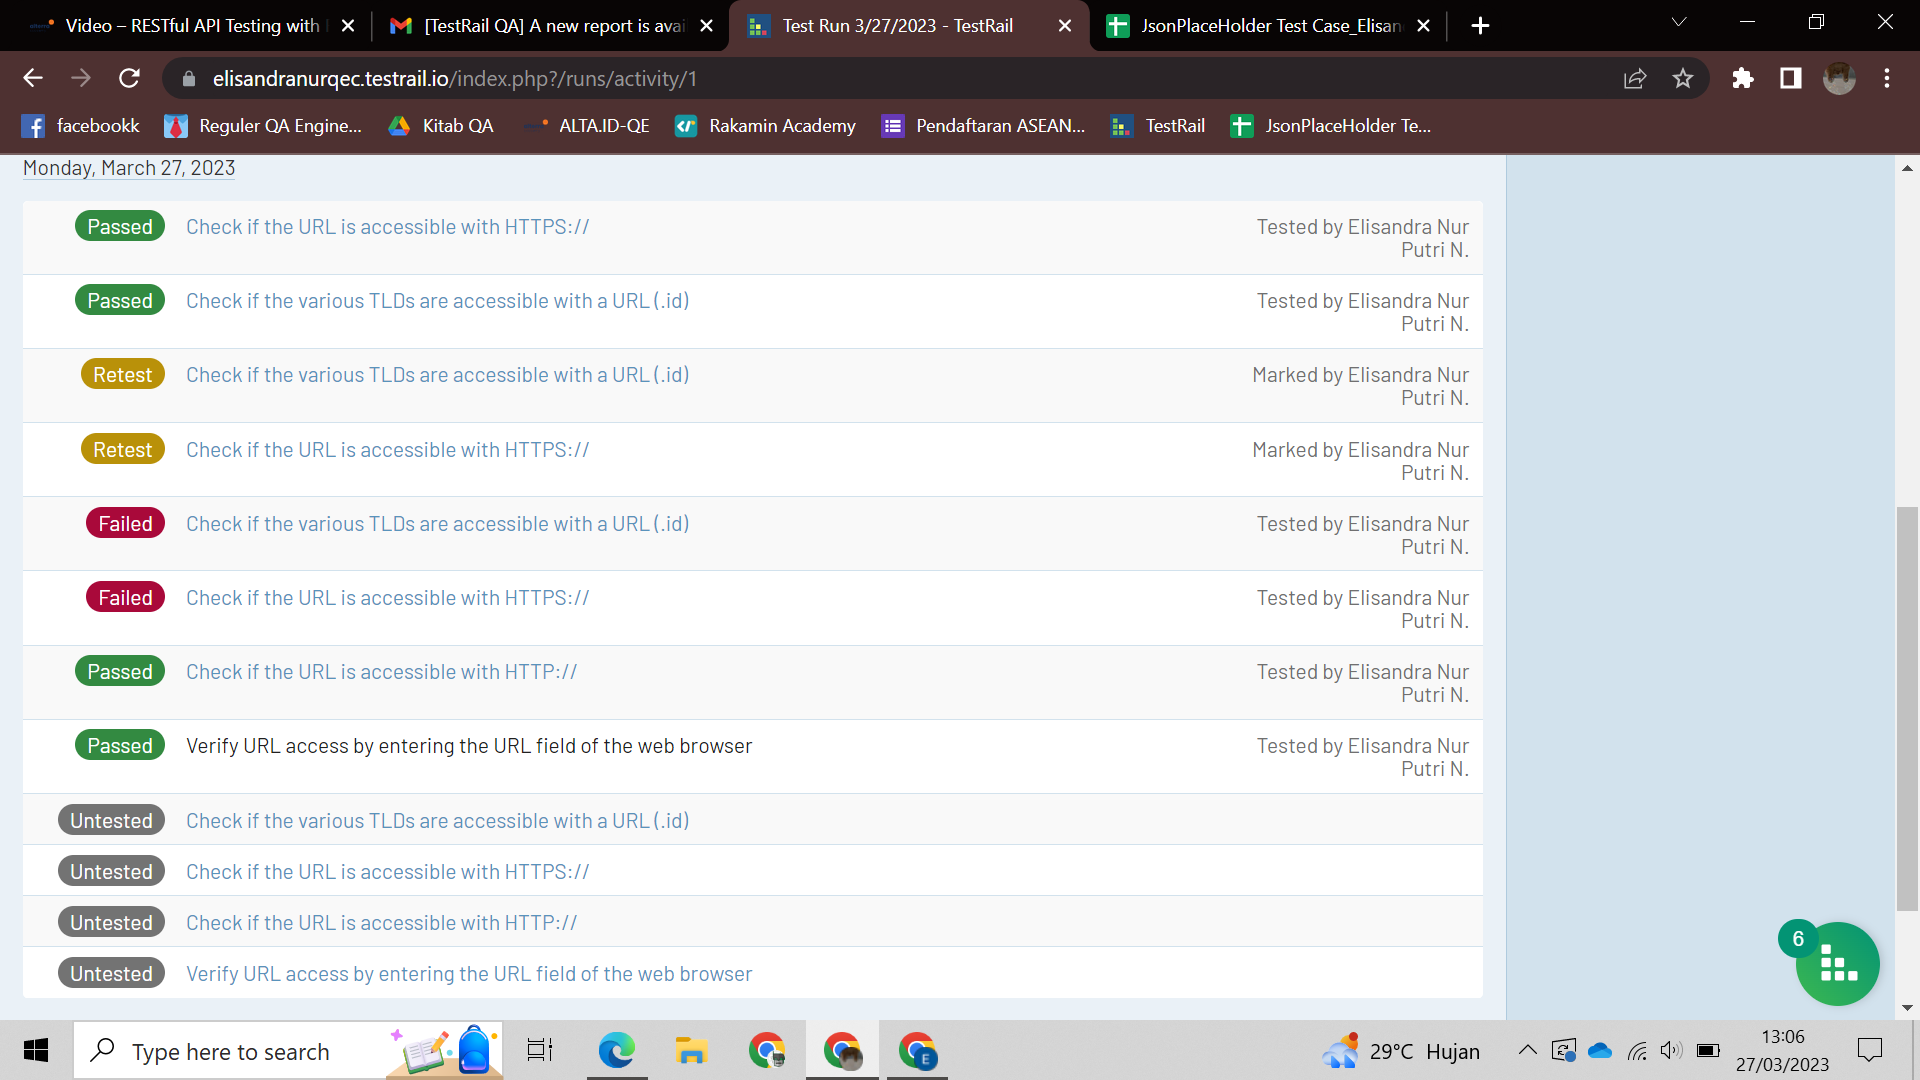 Video – RESTful API Testing with
[TestRail QA] A new report is avai
Test Run 3/27/2023 - TestRail
JsonPlaceHolder Test Case_Elisan
elisandranurqec.testrail.io/index.php?/runs/activity/1
facebookk
Reguler QA Engine...
Kitab QA
ALTA.ID-QE
Rakamin Academy
Pendaftaran ASEAN...
TestRail
JsonPlaceHolder Te...
Monday, March 27, 2023
Passed Check if the URL is accessible with HTTPS:// Tested by Elisandra Nur
Putri N.
Passed Check if the various TLDs are accessible with a URL (.id) Tested by Elisandra Nur
Putri N.
Retest Check if the various TLDs are accessible with a URL (.id) Marked by Elisandra Nur
Putri N.
Retest Check if the URL is accessible with HTTPS:// Marked by Elisandra Nur
Putri N.
Failed Check if the various TLDs are accessible with a URL (.id) Tested by Elisandra Nur
Putri N.
Failed Check if the URL is accessible with HTTPS:// Tested by Elisandra Nur
Putri N.
Passed Check if the URL is accessible with HTTP:// Tested by Elisandra Nur
Putri N.
Passed Verify URL access by entering the URL field of the web browser Tested by Elisandra Nur
Putri N.
Untested Check if the various TLDs are accessible with a URL (.id)
Untested Check if the URL is accessible with HTTPS://
Untested Check if the URL is accessible with HTTP://
Untested Verify URL access by entering the URL field of the web browser
6
Type here to search
E
29°C Hujan
13:06
27/03/2023